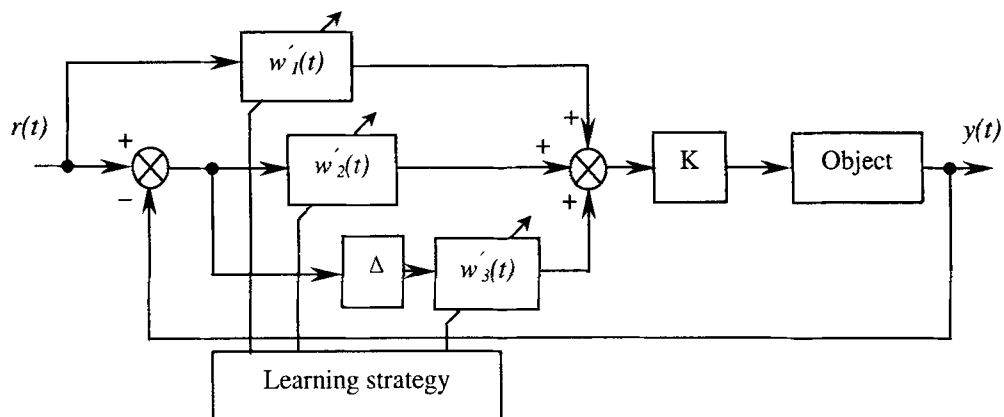 w´1(t)
r(t)
+
−
w´2(t)
+
+
+
K
Object
y(t)
Δ
w´3(t)
Learning strategy